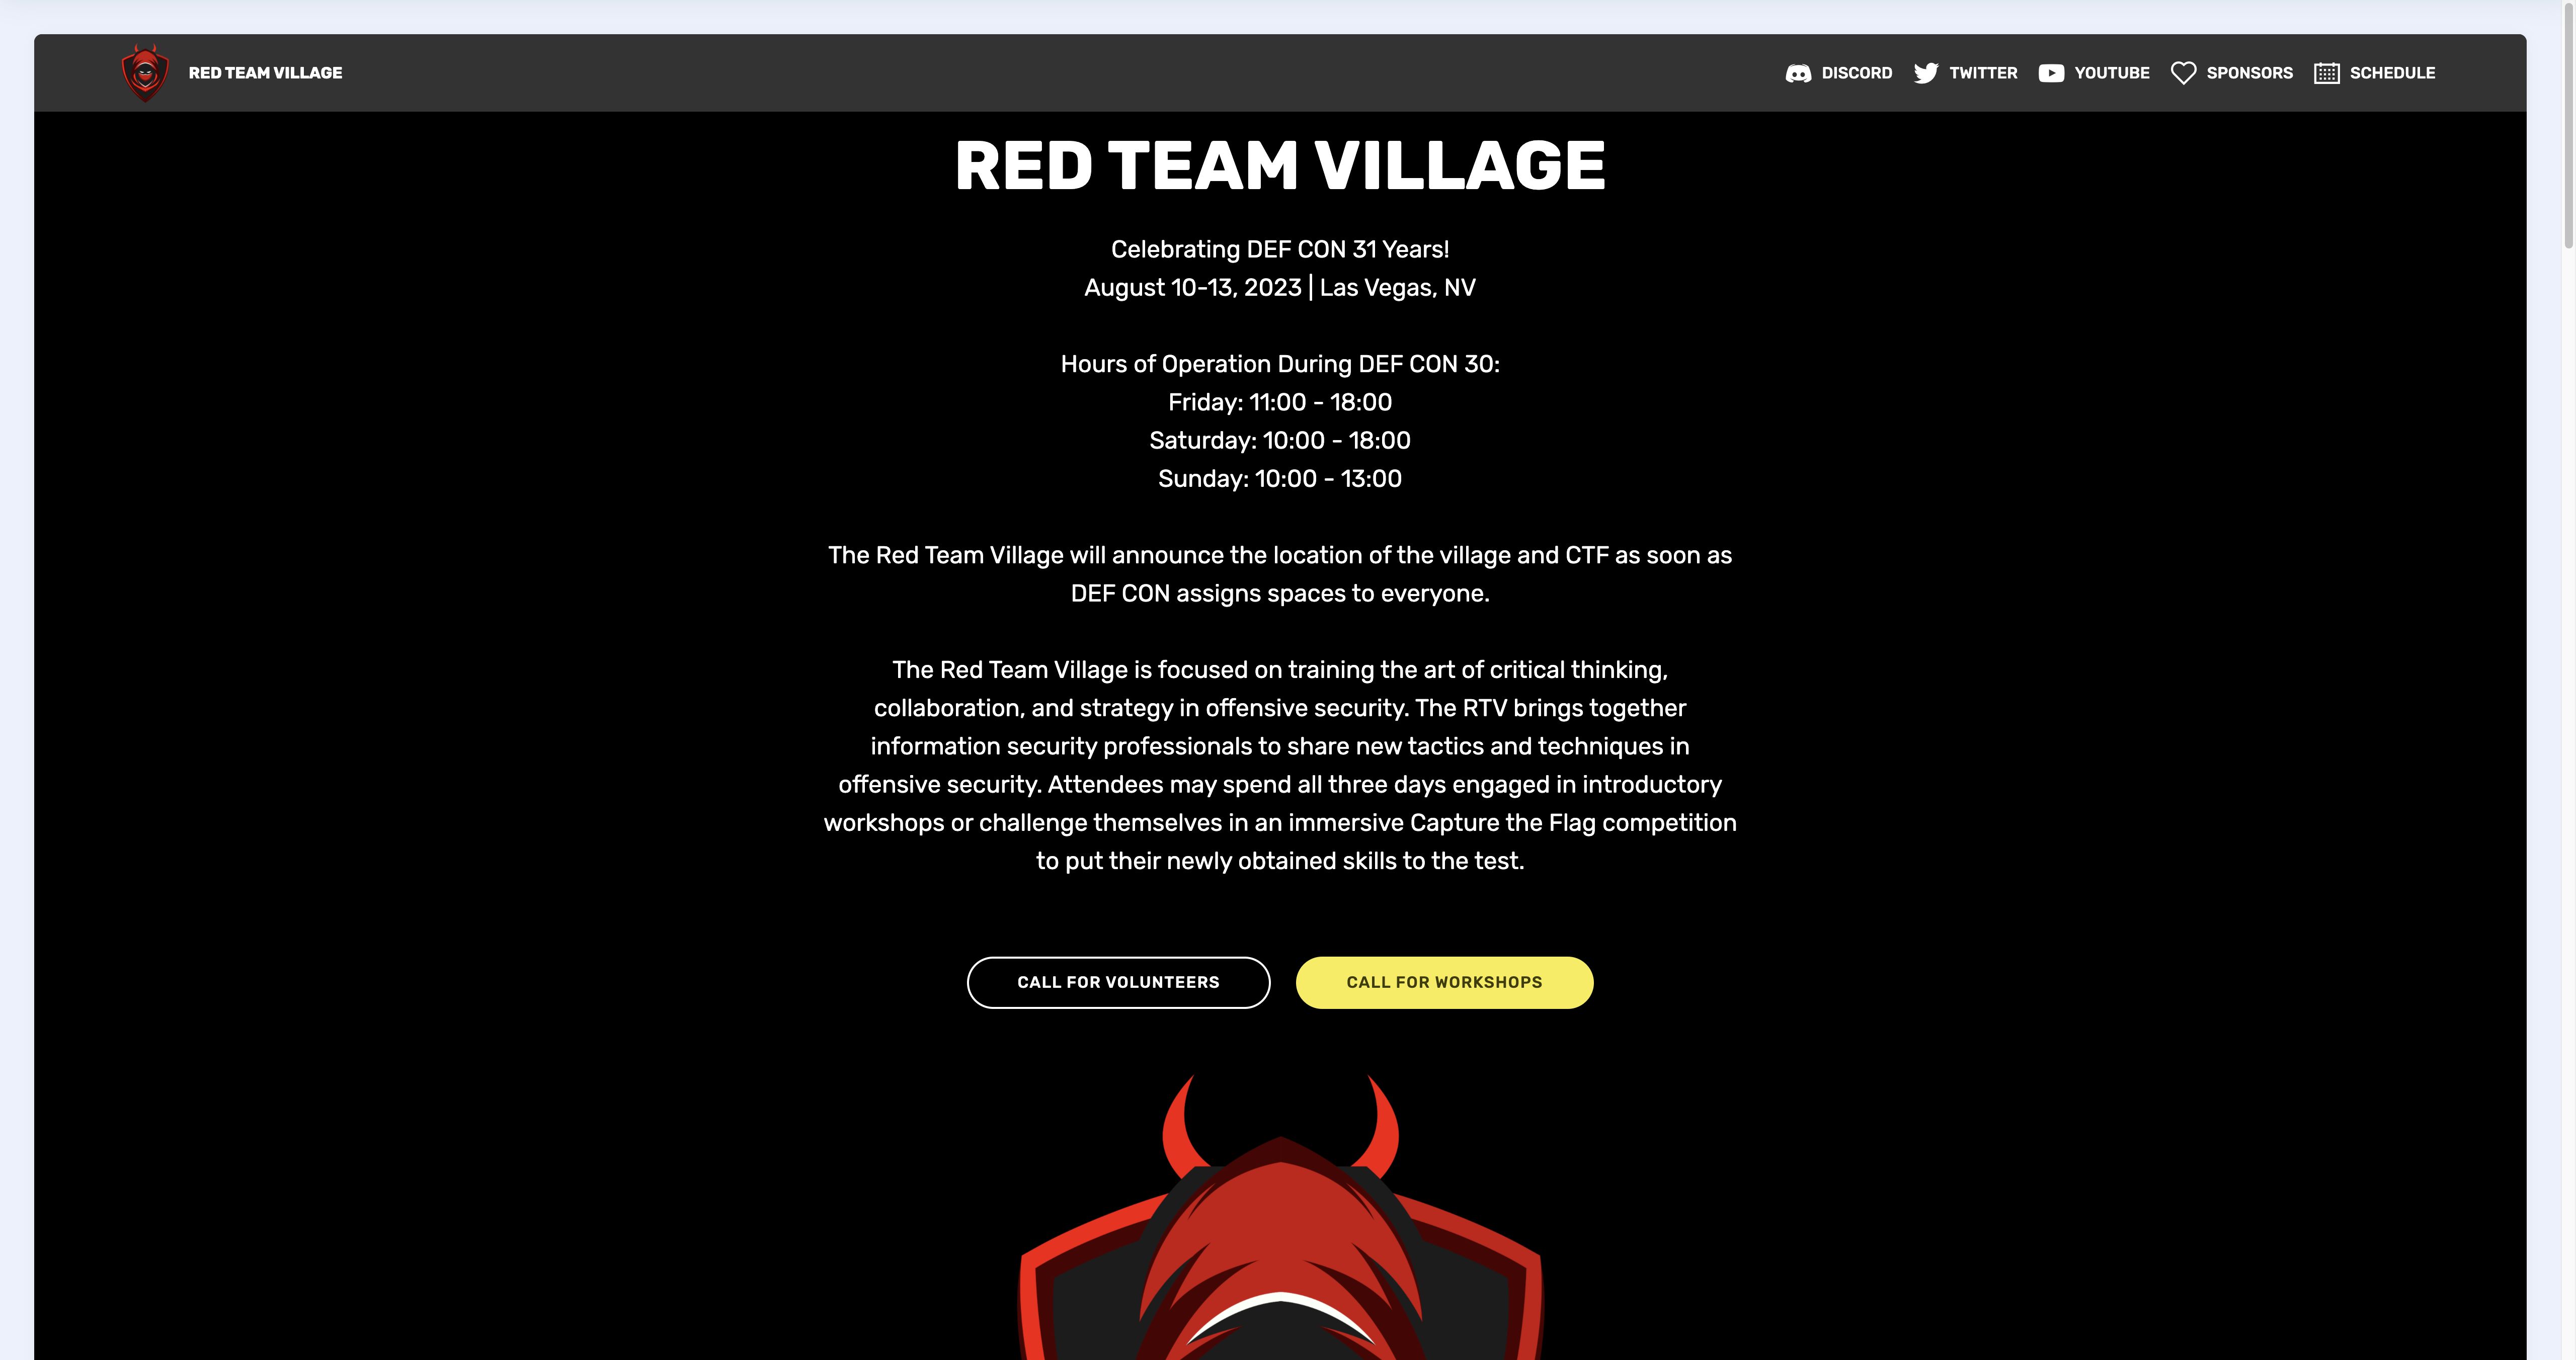 RED TEAM VILLAGE
DISCORD
TWITTER
YOUTUBE
SPONSORS
SCHEDULE
RED TEAM VILLAGE
Celebrating DEF CON 31 Years!
August 10-13, 2023 | Las Vegas, NV
Hours of Operation During DEF CON 30:
Friday: 11:00 - 18:00
Saturday: 10:00 - 18:00
Sunday: 10:00 - 13:00
The Red Team Village will announce the location of the village and CTF as soon as
DEF CON assigns spaces to everyone.
The Red Team Village is focused on training the art of critical thinking,
collaboration, and strategy in offensive security. The RTV brings together
information security professionals to share new tactics and techniques in
offensive security. Attendees may spend all three days engaged in introductory
workshops or challenge themselves in an immersive Capture the Flag competition
to put their newly obtained skills to the test.
CALL FOR VOLUNTEERS
CALL FOR WORKSHOPS